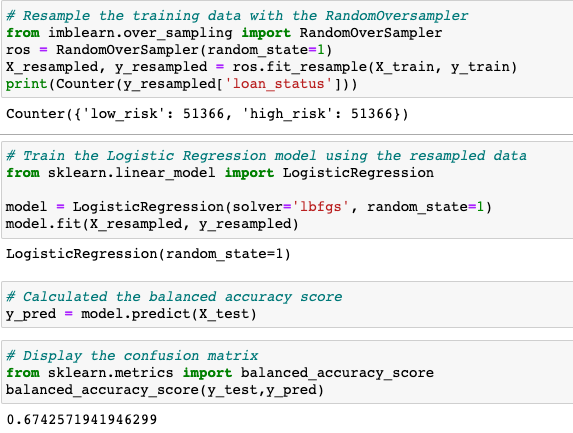 # Resample the training data with the RandomOversampler
from imblearn.over_sampling import RandomOverSampler
ros = RandomOverSampler(random_state=1)
X_resampled, y_resampled = ros.fit_resample(X_train, y_train)
print(Counter(y_resampled['loan_status']))
Counter({'low_risk': 51366, 'high_risk': 51366})
# Train the Logistic Regression model using the resampled data
from sklearn.linear_model import LogisticRegression
model = LogisticRegression(solver='lbfgs', random_state=1)
model.fit(X_resampled, y_resampled)
LogisticRegression(random_state=1)
# Calculated the balanced accuracy score
y_pred = model.predict(X_test)
# Display the confusion matrix
from sklearn.metrics import balanced_accuracy_score
balanced_accuracy_score(y_test,y_pred)
0.6742571941946299